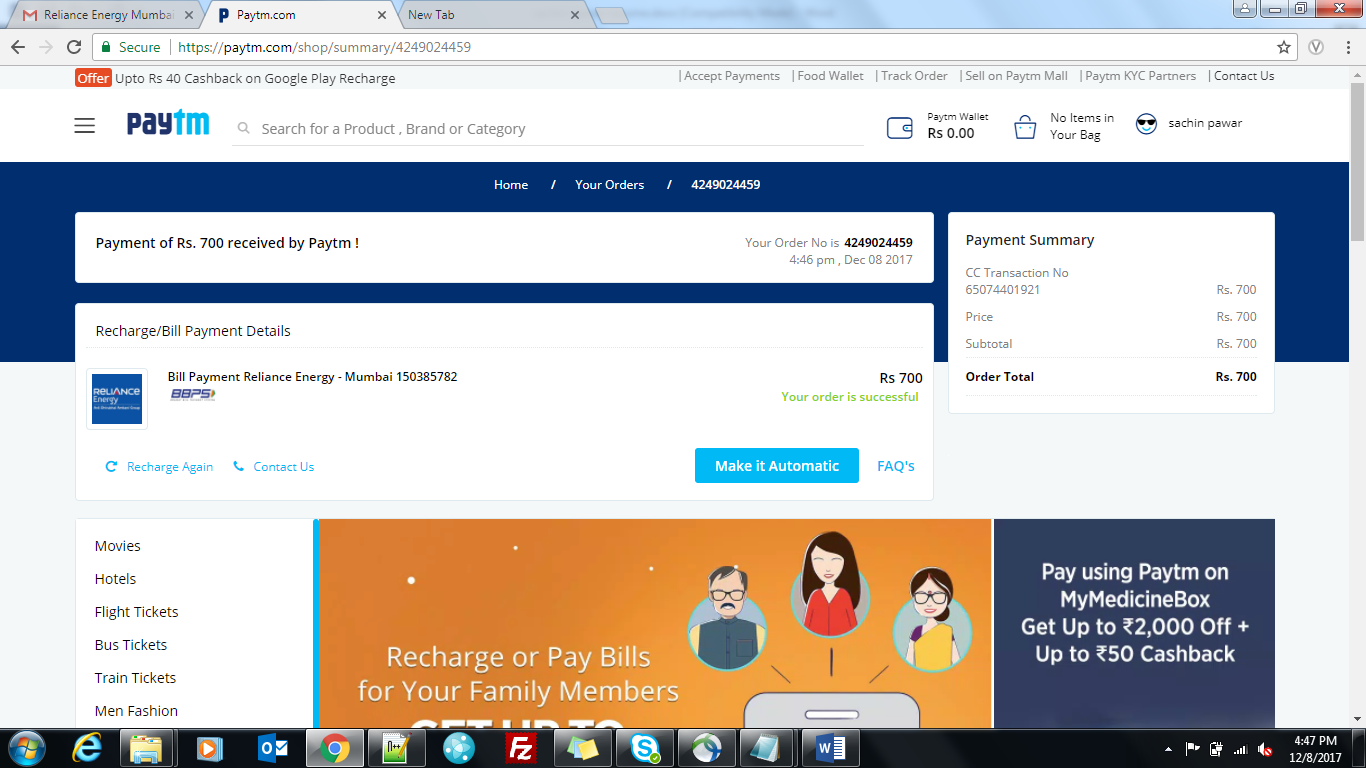 Reliance Energy Mumbai
Paytm.com
New Tab
Secure
https://paytm.com/shop/summary/4249024459
Offer Upto Rs 40 Cashback on Google Play Recharge
| Accept Payments | Food Wallet | Track Order | Sell on Paytm Mall | Paytm KYC Partners | Contact Us
paytm
Search for a Product , Brand or Category
Paytm Wallet
Rs 0.00
No Items in
Your Bag
sachin pawar
Home / Your Orders / 4249024459
Payment of Rs. 700 received by Paytm !
Your Order No is 4249024459
4:46 pm , Dec 08 2017
Payment Summary
CC Transaction No
65074401921 Rs. 700
Price Rs. 700
Subtotal Rs. 700
Order Total Rs. 700
Recharge/Bill Payment Details
RELIANCE
Energy
Bill Payment Reliance Energy - Mumbai 150385782
BBPS
Rs 700
Your order is successful
Recharge Again
Contact Us
Make it Automatic
FAQ's
Movies
Hotels
Flight Tickets
Bus Tickets
Train Tickets
Men Fashion
Recharge or Pay Bills
for Your Family Members
GET UP TO
Pay using Paytm on
MyMedicineBox
Get Up to ₹2,000 Off +
Up to ₹50 Cashback
4:47 PM
12/8/2017